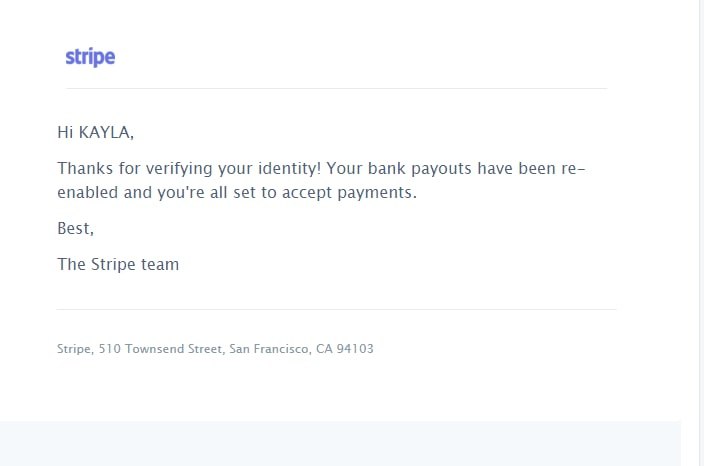 stripe
Hi KAYLA,
Thanks for verifying your identity! Your bank payouts have been re-
enabled and you're all set to accept payments.
Best,
The Stripe team
Stripe, 510 Townsend Street, San Francisco, CA 94103